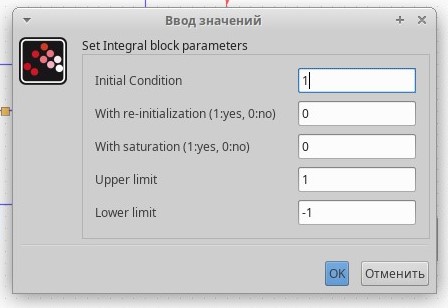 Ввод значений
Set Integral block parameters
Initial Condition 1
With re-initialization (1:yes, 0:no) 0
With saturation (1:yes, 0:no) 0
Upper limit 1
Lower limit -1
OK Отменить